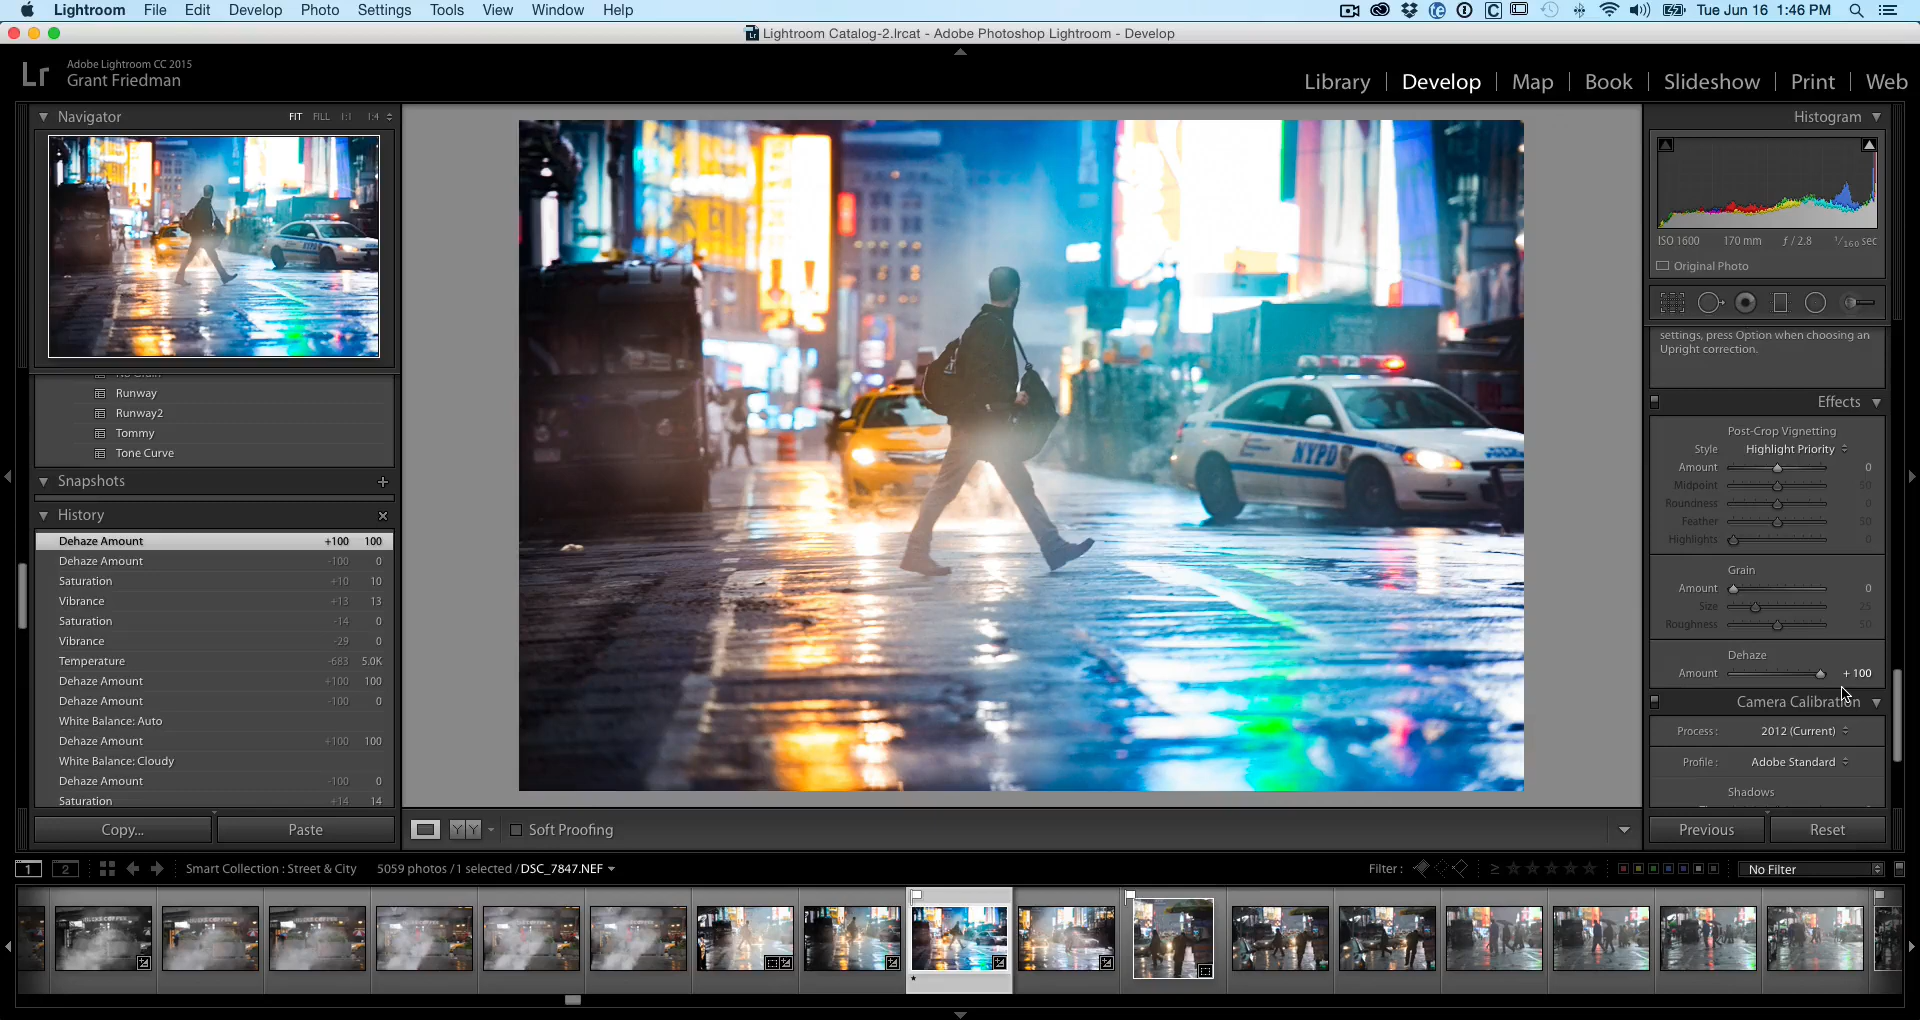 Lightroom File Edit Develop Photo Settings Tools View Window Help
Tue Jun 16 1:46 PM
Lightroom Catalog-2.lrcat - Adobe Photoshop Lightroom - Develop
Lr
Adobe Lightroom CC 2015
Grant Friedman
Library | Develop | Map | Book | Slideshow | Print | Web
Navigator FIT FILL 1:1 1:4
Runway
Runway2
Tommy
Tone Curve
Snapshots +
History
Dehaze Amount +100 100
Dehaze Amount -100 0
Saturation +10 10
Vibrance +13 13
Saturation -14 0
Vibrance -29 0
Temperature -683 5.0K
Dehaze Amount +100 100
Dehaze Amount -100 0
White Balance: Auto
Dehaze Amount +100 100
White Balance: Cloudy
Dehaze Amount -100 0
Saturation +14 14
Copy... Paste
NYPD
Soft Proofing
Histogram
ISO 1600 170 mm ƒ / 2.8 1/160 sec
Original Photo
settings, press Option when choosing an
Upright correction.
Effects
Post-Crop Vignetting
Style Highlight Priority
Amount 0
Midpoint 50
Roundness 0
Feather 50
Highlights 0
Grain
Amount 0
Size 25
Roughness 50
Dehaze
Amount + 100
Camera Calibration
Process : 2012 (Current)
Profile : Adobe Standard
Shadows
Previous Reset
1 2 Smart Collection : Street & City 5059 photos / 1 selected / DSC_7847.NEF Filter : ≥ No Filter